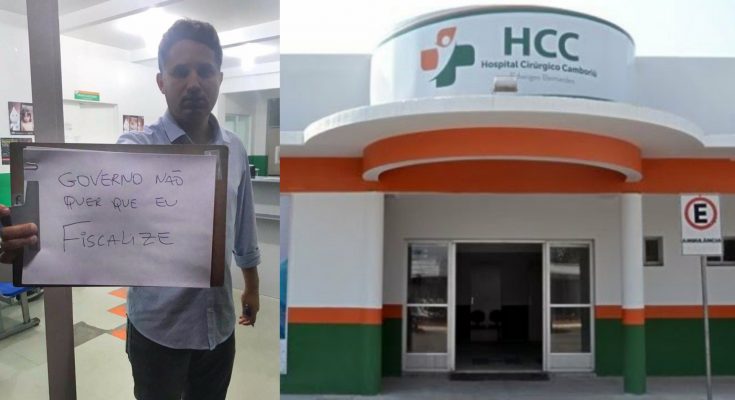 GOVERNO NÃO
QUER QUE EU
FISCALIZE
HCC
Hospital Cirúrgico Camboriú
E
AMBULÂNCIA